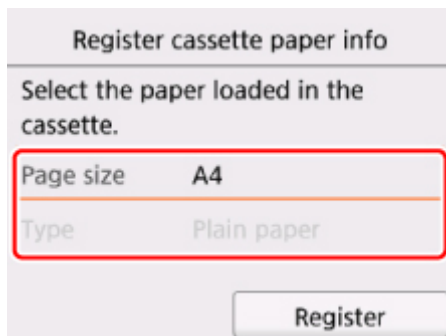 Register cassette paper info
Select the paper loaded in the
cassette.
Page size A4
Type Plain paper
Register